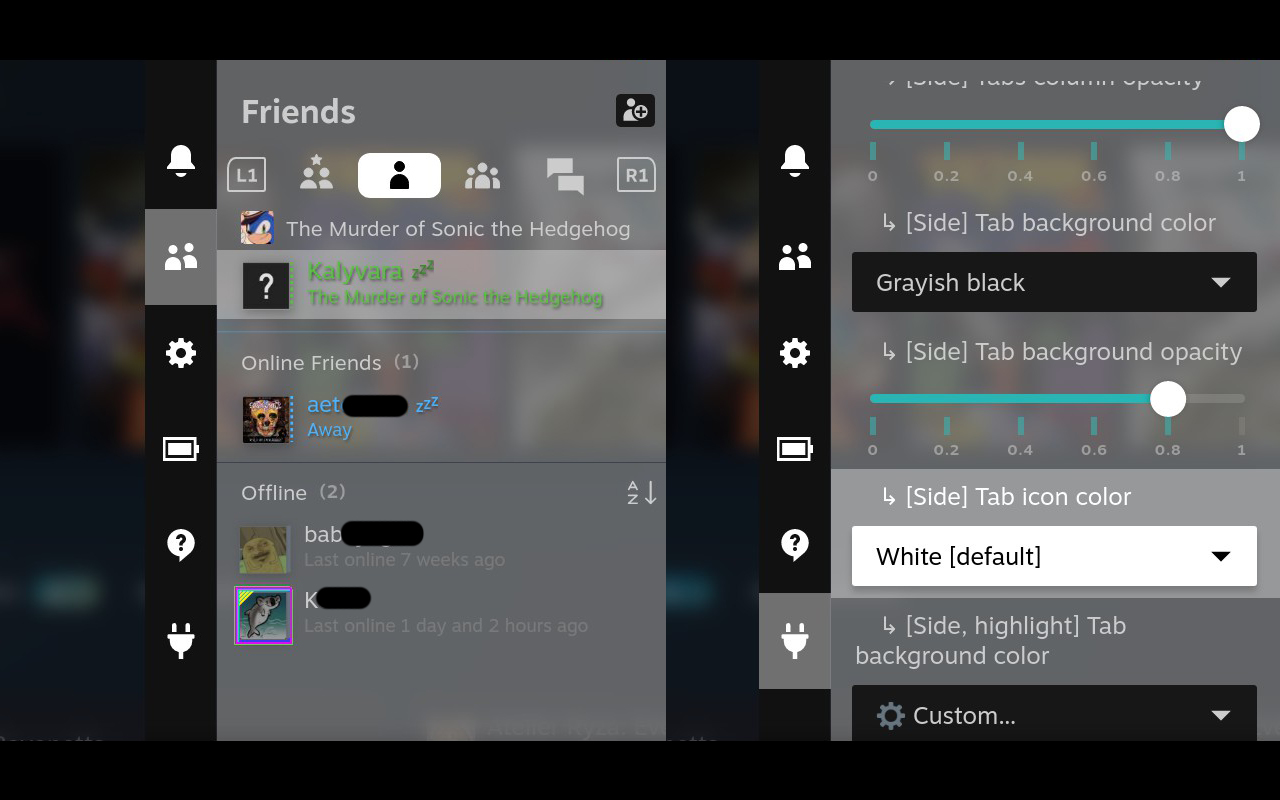 Friends
L1
R1
The Murder of Sonic the Hedgehog
?
Kalyvara zzz
The Murder of Sonic the Hedgehog
Online Friends (1)
aet zzz
Away
Offline (2)
A
Z
bab
Last online 7 weeks ago
K
Last online 1 day and 2 hours ago
↳ [Side] Tabs column opacity
0 0.2 0.4 0.6 0.8 1
↳ [Side] Tab background color
Grayish black
↳ [Side] Tab background opacity
0 0.2 0.4 0.6 0.8 1
↳ [Side] Tab icon color
White [default]
↳ [Side, highlight] Tab
background color
Custom...